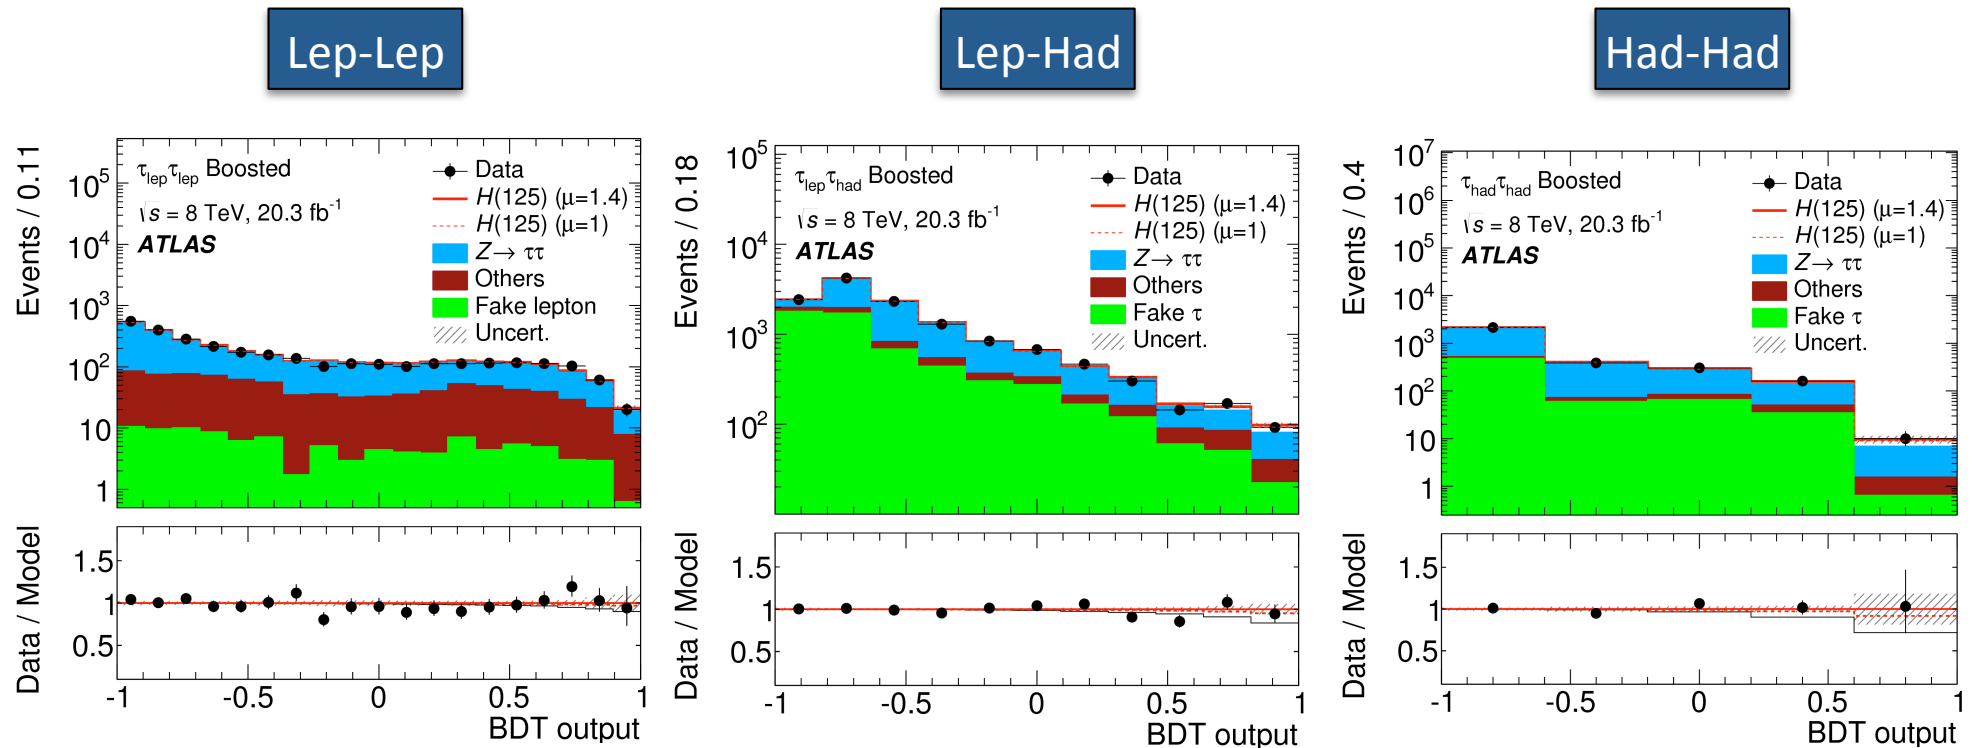 Lep-Lep
Lep-Had
Had-Had
Events / 0.11
τlepτlep Boosted
√s = 8 TeV, 20.3 fb-1
ATLAS
Data
H(125) (μ=1.4)
H(125) (μ=1)
Z→ ττ
Others
Fake lepton
Uncert.
10^5
10^4
10^3
10^2
10
1
Data / Model
1.5
1
0.5
-1 -0.5 0 0.5 1
BDT output
Events / 0.18
τlepτhad Boosted
√s = 8 TeV, 20.3 fb-1
ATLAS
Data
H(125) (μ=1.4)
H(125) (μ=1)
Z→ ττ
Others
Fake τ
Uncert.
10^5
10^4
10^3
10^2
Data / Model
1.5
1
0.5
-1 -0.5 0 0.5 1
BDT output
Events / 0.4
τhadτhad Boosted
√s = 8 TeV, 20.3 fb-1
ATLAS
Data
H(125) (μ=1.4)
H(125) (μ=1)
Z→ ττ
Others
Fake τ
Uncert.
10^7
10^6
10^5
10^4
10^3
10^2
10
1
Data / Model
1.5
1
0.5
-1 -0.5 0 0.5 1
BDT output